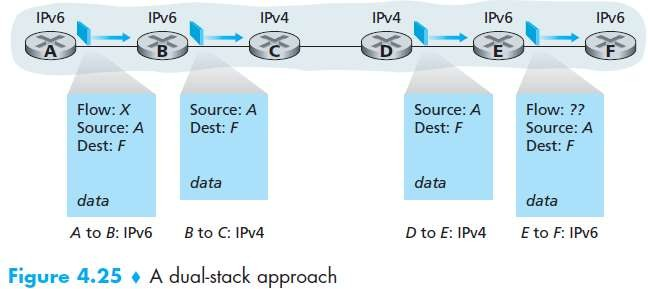 IPv6 IPv6 IPv4 IPv4 IPv6 IPv6
A B C D E F
Flow: X
Source: A
Dest: F
data
Source: A
Dest: F
data
Source: A
Dest: F
data
Flow: ??
Source: A
Dest: F
data
A to B: IPv6
B to C: IPv4
D to E: IPv4
E to F: IPv6
Figure 4.25 ♦ A dual-stack approach